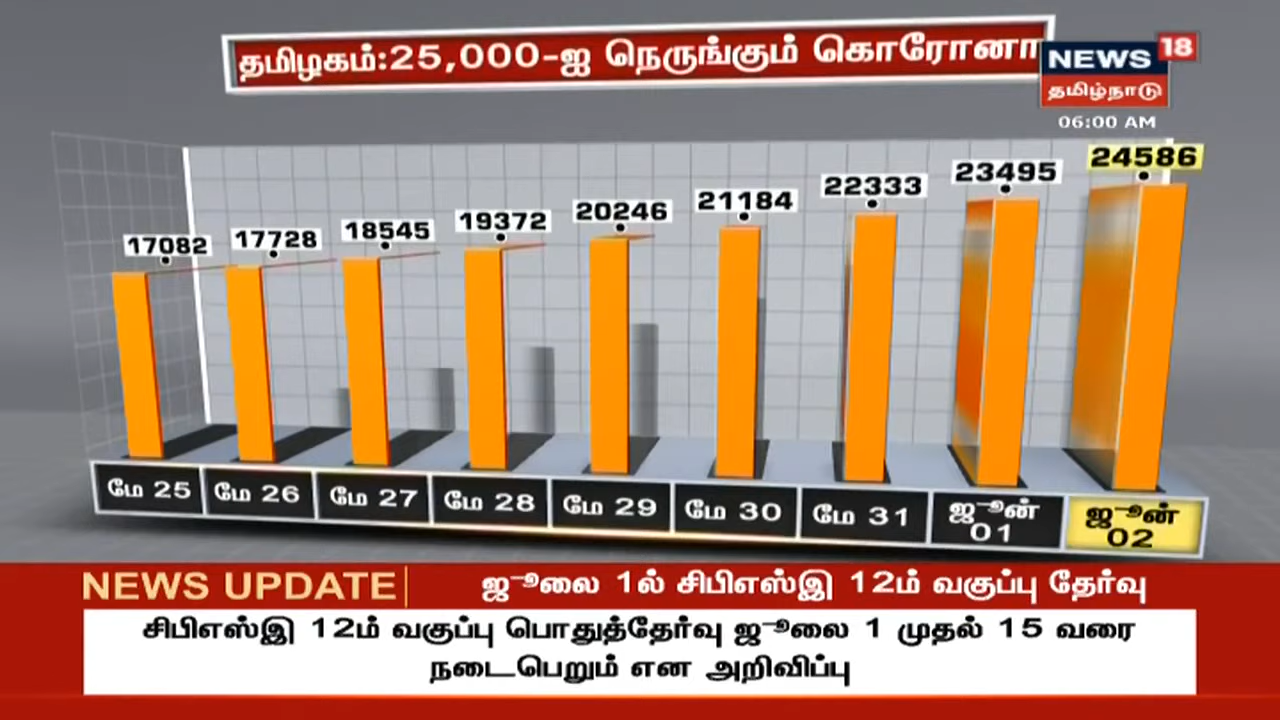 தமிழகம்:25,000-ஐ நெருங்கும் கொரோனா
NEWS 18
தமிழ்நாடு
06:00 AM
17082
17728
18545
19372
20246
21184
22333
23495
24586
மே 25
மே 26
மே 27
மே 28
மே 29
மே 30
மே 31
ஜூன்
01
ஜூன்
02
NEWS UPDATE
ஜூலை 1ல் சிபிஎஸ்இ 12ம் வகுப்பு தேர்வு
சிபிஎஸ்இ 12ம் வகுப்பு பொதுத்தேர்வு ஜூலை 1 முதல் 15 வரை
நடைபெறும் என அறிவிப்பு